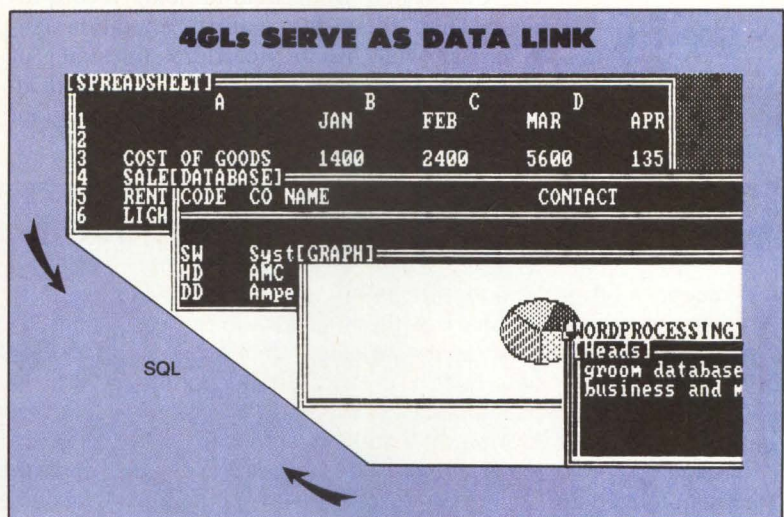 4GLs SERVE AS DATA LINK
[SPREADSHEET]
A B C D
1 JAN FEB MAR APR
2
3 COST OF GOODS 1400 2400 5600 135
4 SALE[DATABASE]
5 RENT CODE CO NAME CONTACT
6 LIGH
SW Syst[GRAPH]
HD AMC
DD Ampe
WORDPROCESSING]
[Heads]
groom database
business and m
SQL